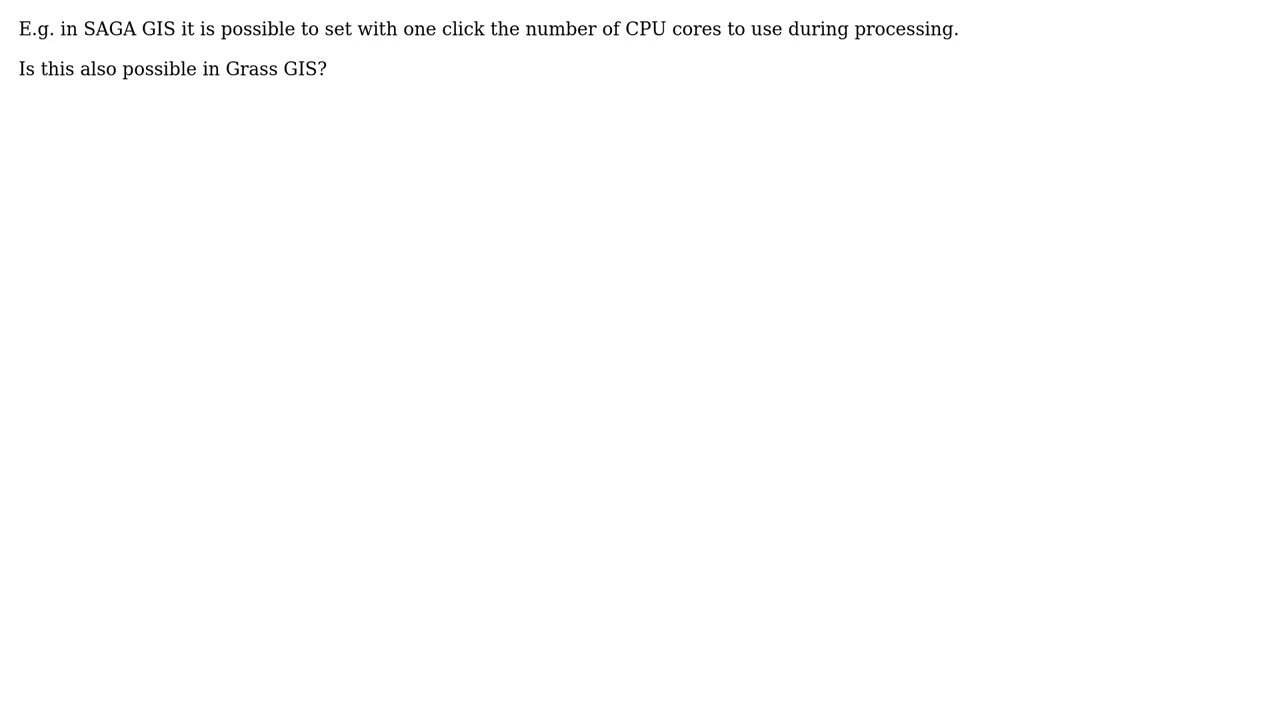 E.g. in SAGA GIS it is possible to set with one click the number of CPU cores to use during processing.
Is this also possible in Grass GIS?